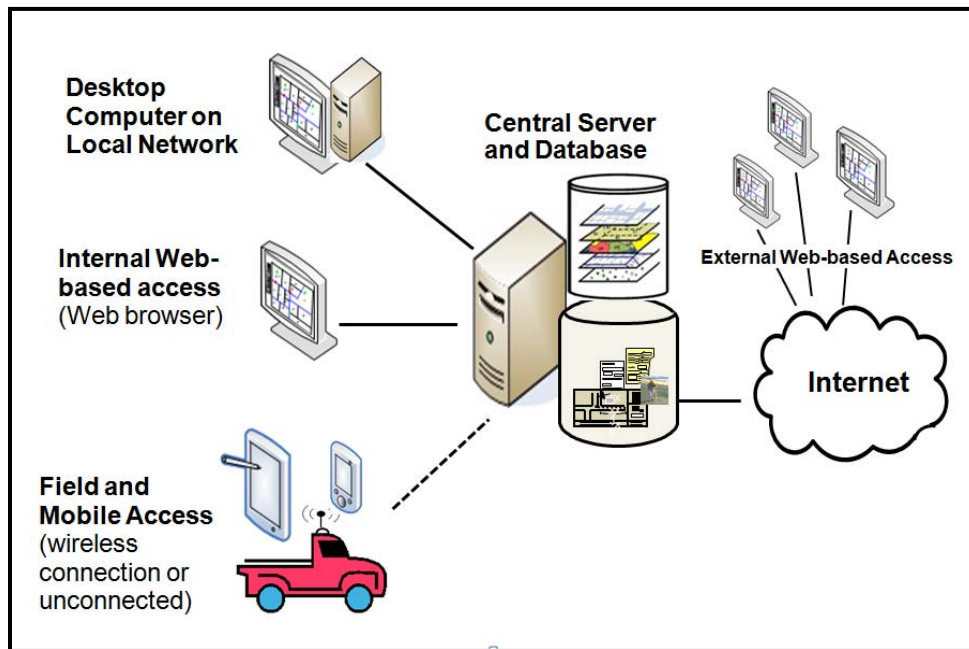 Desktop
Computer on
Local Network
Central Server
and Database
Internal Web-
based access
(Web browser)
External Web-based Access
Internet
Field and
Mobile Access
(wireless
connection or
unconnected)